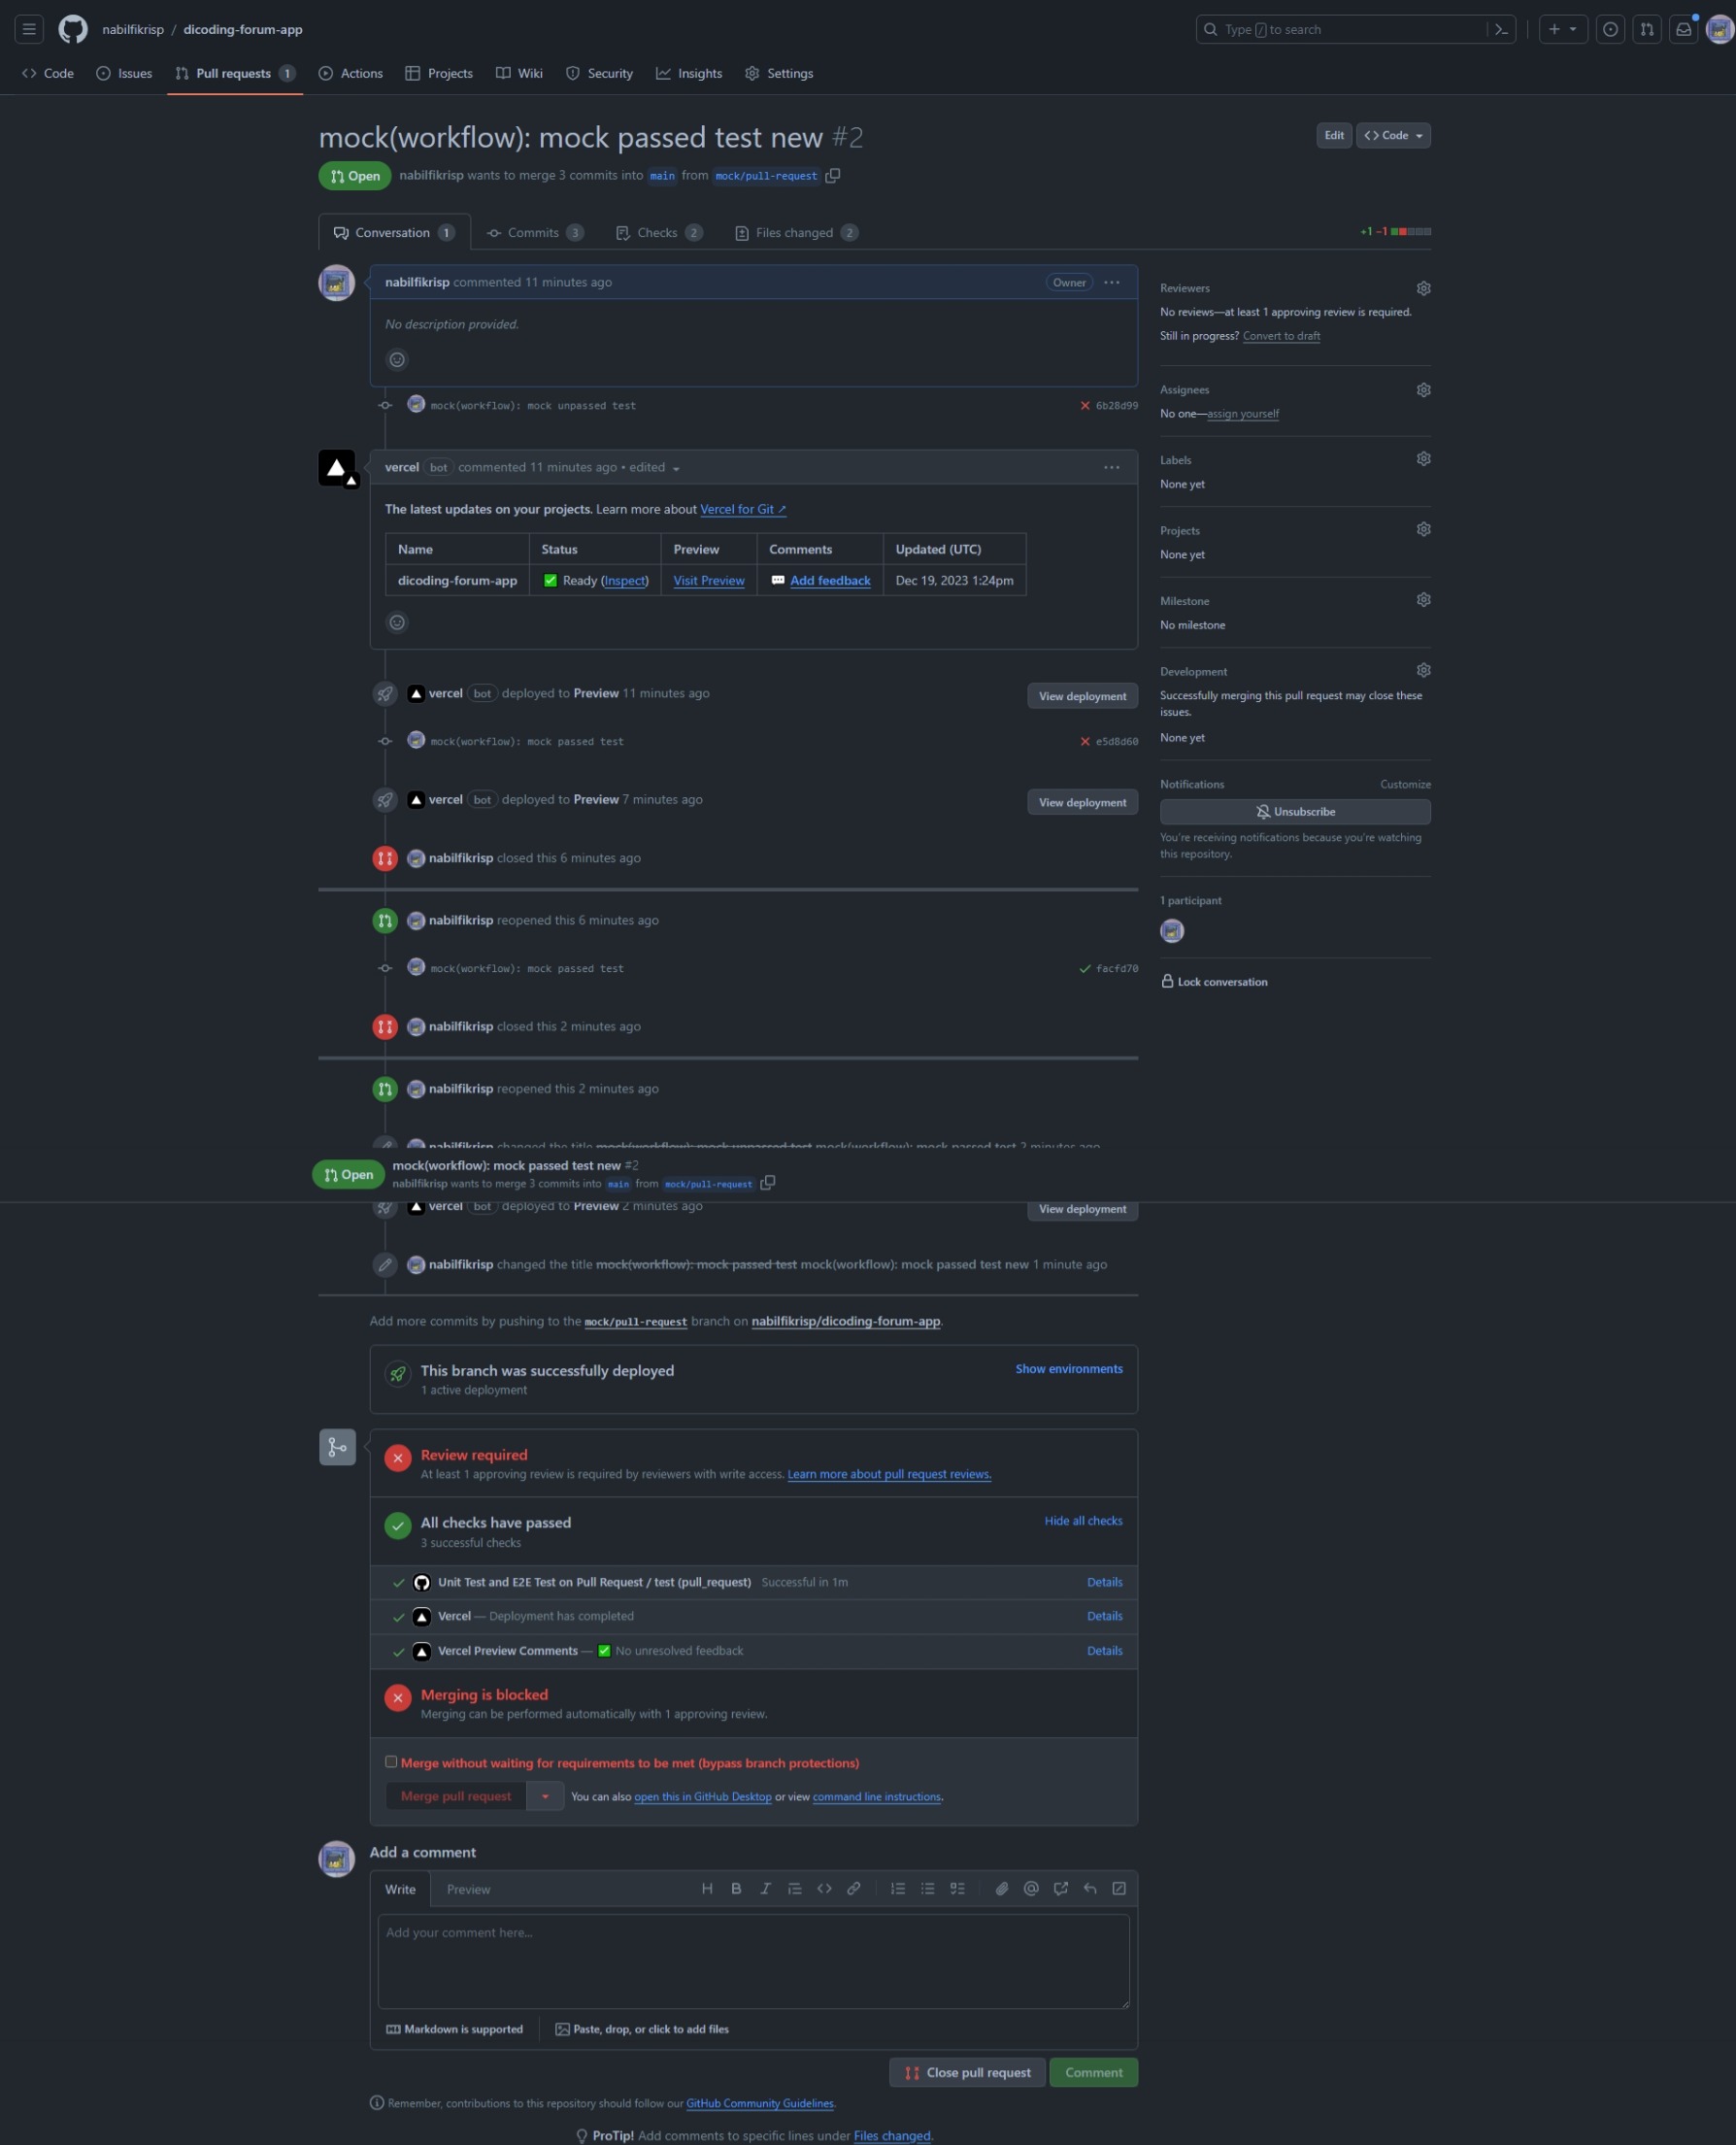 nabilfikrisp / dicoding-forum-app
Type / to search
Code Issues Pull requests 1 Actions Projects Wiki Security Insights Settings
mock(workflow): mock passed test new #2
Edit <> Code
Open nabilfikrisp wants to merge 3 commits into main from mock/pull-request
Conversation 1 Commits 3 Checks 2 Files changed 2
+1 −1
nabilfikrisp commented 11 minutes ago Owner
No description provided.
mock(workflow): mock unpassed test 6b28d99
vercel bot commented 11 minutes ago • edited
The latest updates on your projects. Learn more about Vercel for Git ↗
Name Status Preview Comments Updated (UTC)
dicoding-forum-app ✅ Ready (Inspect) Visit Preview 💬 Add feedback Dec 19, 2023 1:24pm
vercel bot deployed to Preview 11 minutes ago View deployment
mock(workflow): mock passed test e5d8d60
vercel bot deployed to Preview 7 minutes ago View deployment
nabilfikrisp closed this 6 minutes ago
nabilfikrisp reopened this 6 minutes ago
mock(workflow): mock passed test facfd70
nabilfikrisp closed this 2 minutes ago
nabilfikrisp reopened this 2 minutes ago
nabilfikrisp changed the title mock(workflow): mock unpassed test mock(workflow): mock passed test 2 minutes ago
Open mock(workflow): mock passed test new #2
nabilfikrisp wants to merge 3 commits into main from mock/pull-request
vercel bot deployed to Preview 2 minutes ago View deployment
nabilfikrisp changed the title mock(workflow): mock passed test mock(workflow): mock passed test new 1 minute ago
Add more commits by pushing to the mock/pull-request branch on nabilfikrisp/dicoding-forum-app.
This branch was successfully deployed
1 active deployment
Show environments
Review required
At least 1 approving review is required by reviewers with write access. Learn more about pull request reviews.
All checks have passed
3 successful checks
Hide all checks
Unit Test and E2E Test on Pull Request / test (pull_request) Successful in 1m Details
Vercel — Deployment has completed Details
Vercel Preview Comments — ✅ No unresolved feedback Details
Merging is blocked
Merging can be performed automatically with 1 approving review.
Merge without waiting for requirements to be met (bypass branch protections)
Merge pull request You can also open this in GitHub Desktop or view command line instructions.
Add a comment
Write Preview
Add your comment here...
Markdown is supported Paste, drop, or click to add files
Close pull request Comment
Remember, contributions to this repository should follow our GitHub Community Guidelines.
ProTip! Add comments to specific lines under Files changed.
Reviewers
No reviews—at least 1 approving review is required.
Still in progress? Convert to draft
Assignees
No one—assign yourself
Labels
None yet
Projects
None yet
Milestone
No milestone
Development
Successfully merging this pull request may close these
issues.
None yet
Notifications Customize
Unsubscribe
You're receiving notifications because you're watching
this repository.
1 participant
Lock conversation